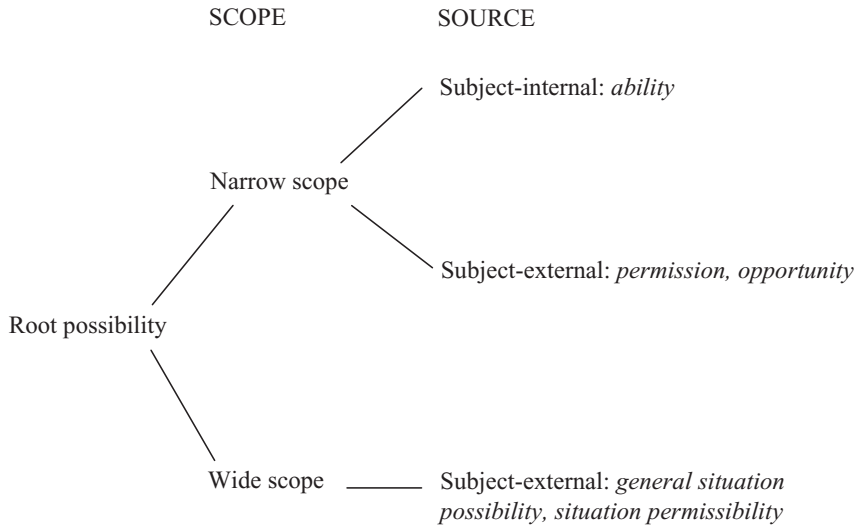 SCOPE SOURCE
Subject-internal: ability
Narrow scope
Subject-external: permission, opportunity
Root possibility
Wide scope Subject-external: general situation
possibility, situation permissibility